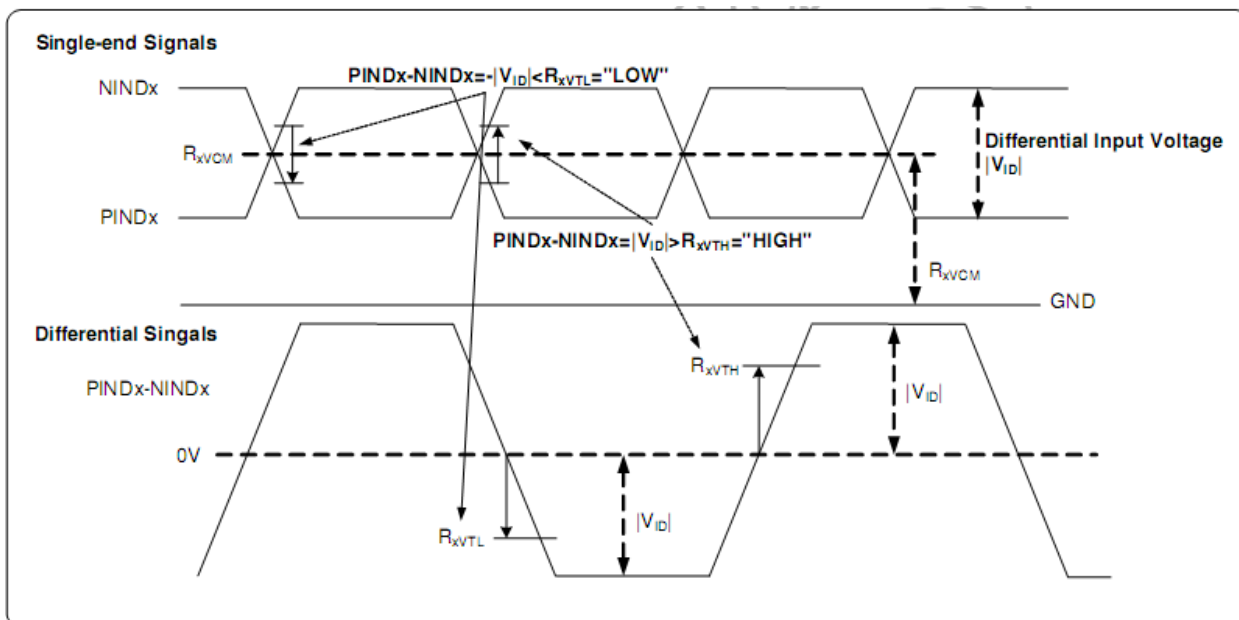 Single-end Signals
NINDx
PINDx-NINDx=-|VID|<RxVTL="LOW"
RxVCM
Differential Input Voltage
|VID|
PINDx
PINDx-NINDx=|VID|>RxVTH="HIGH"
RxVCM
GND
Differential Singals
RxVTH
PINDx-NINDx
|VID|
0V
|VID|
RxVTL